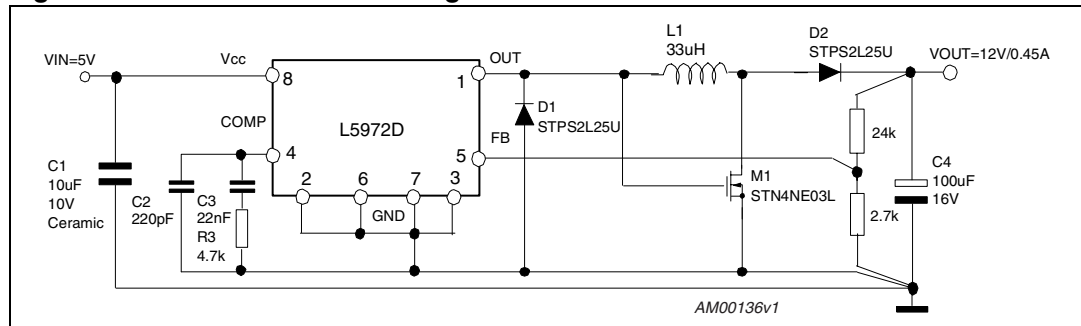 VIN=5V
Vcc
8
COMP
4
L5972D
2
6
7
3
GND
1
OUT
5
FB
C1
10uF
10V
Ceramic
C2
220pF
C3
22nF
R3
4.7k
D1
STPS2L25U
L1
33uH
D2
STPS2L25U
VOUT=12V/0.45A
M1
STN4NE03L
24k
2.7k
C4
100uF
16V
AM00136v1